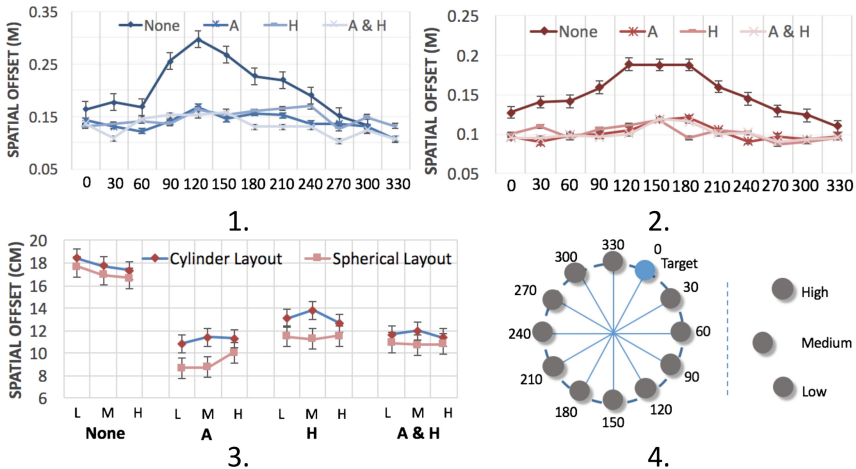 None A H A & H
SPATIAL OFFSET (M)
0.35
0.25
0.15
0.05
0 30 60 90 120 150 180 210 240 270 300 330
1.
None A H A & H
SPATIAL OFFSET (M)
0.25
0.2
0.15
0.1
0.05
0 30 60 90 120 150 180 210 240 270 300 330
2.
Cylinder Layout Spherical Layout
SPATIAL OFFSET (CM)
20
18
16
14
12
10
8
6
L M H L M H L M H L M H
None A H A & H
3.
330
0
Target
30
60
90
120
150
180
210
240
270
300
High
Medium
Low
4.